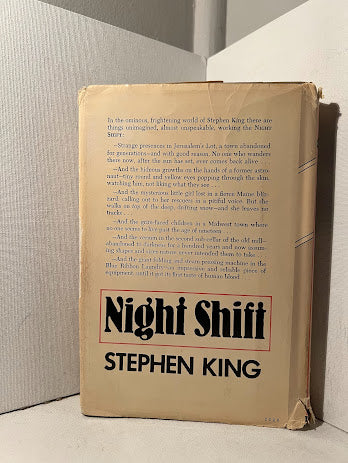 In the ominous, frightening world of Stephen King there are
things unimagined, almost unspeakable, working the NIGHT
SHIFT:
—Strange presences in Jerusalem's Lot, a town abandoned
for generations—and with good reason. No one who wanders
there now, after the sun has set, ever comes back alive . . .
—And the hideous growths on the hands of a former astro-
naut—tiny round and yellow eyes popping through the skin,
watching him, not liking what they see . . .
—And the mysterious little girl lost in a fierce Maine bliz-
zard, calling out to her rescuers in a pitiful voice. But she
walks on top of the deep, drifting snow—and she leaves no
tracks . . .
—And the grim-faced children in a Midwest town where
no one seems to live past the age of nineteen . . .
—And the vermin in the second sub-cellar of the old mill—
abandoned to darkness for a hundred years and now assum-
ing shapes and sizes nature never intended them to take . . .
—And the giant folding and steam-pressing machine in the
Blue Ribbon Laundry—an impressive and reliable piece of
equipment until it got its first taste of human blood.
Night Shift
STEPHEN KING